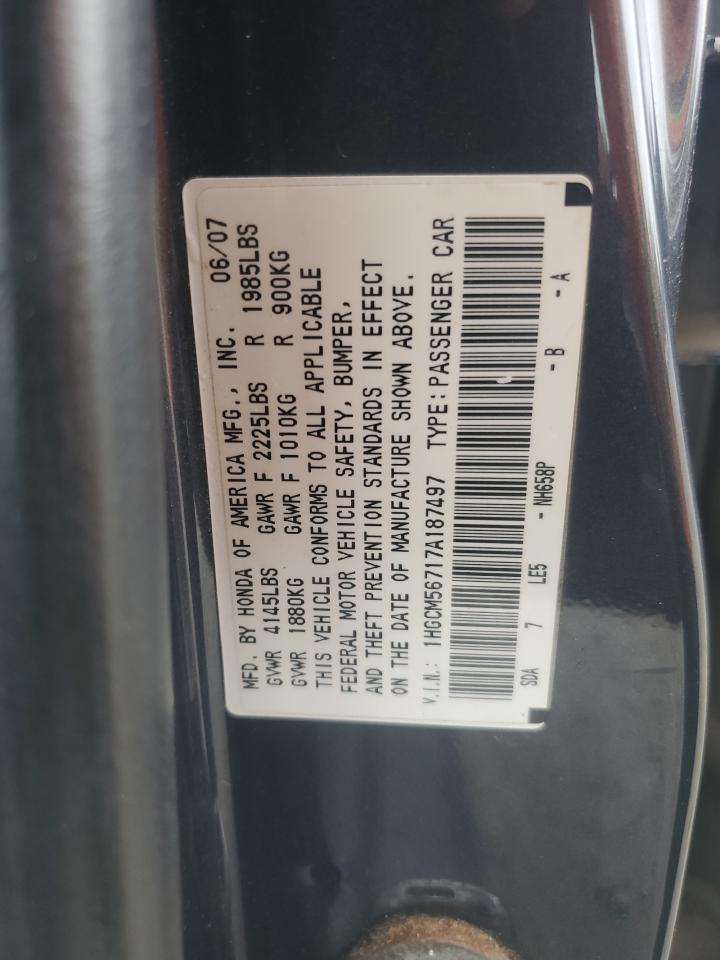 MFD. BY HONDA OF AMERICA MFG., INC. 06/07
GVWR 4145LBS GAWR F 2225LBS R 1985LBS
GVWR 1880KG GAWR F 1010KG R 900KG
THIS VEHICLE CONFORMS TO ALL APPLICABLE
FEDERAL MOTOR VEHICLE SAFETY, BUMPER,
AND THEFT PREVENTION STANDARDS IN EFFECT
ON THE DATE OF MANUFACTURE SHOWN ABOVE.
V.I.N.: 1HGCM56717A187497 TYPE: PASSENGER CAR
SDA 7 LE5 - NH658P - B - A